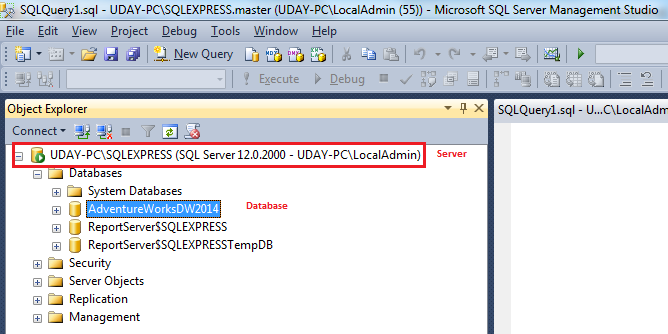 SQLQuery1.sql - UDAY-PC\SQLEXPRESS.master (UDAY-PC\LocalAdmin (55)) - Microsoft SQL Server Management Studio
File Edit View Project Debug Tools Window Help
New Query
Execute Debug
Object Explorer
SQLQuery1.sql - U...C\LocalAdm
Connect
UDAY-PC\SQLEXPRESS (SQL Server 12.0.2000 - UDAY-PC\LocalAdmin) Server
Databases
System Databases
AdventureWorksDW2014 Database
ReportServer$SQLEXPRESS
ReportServer$SQLEXPRESSTempDB
Security
Server Objects
Replication
Management